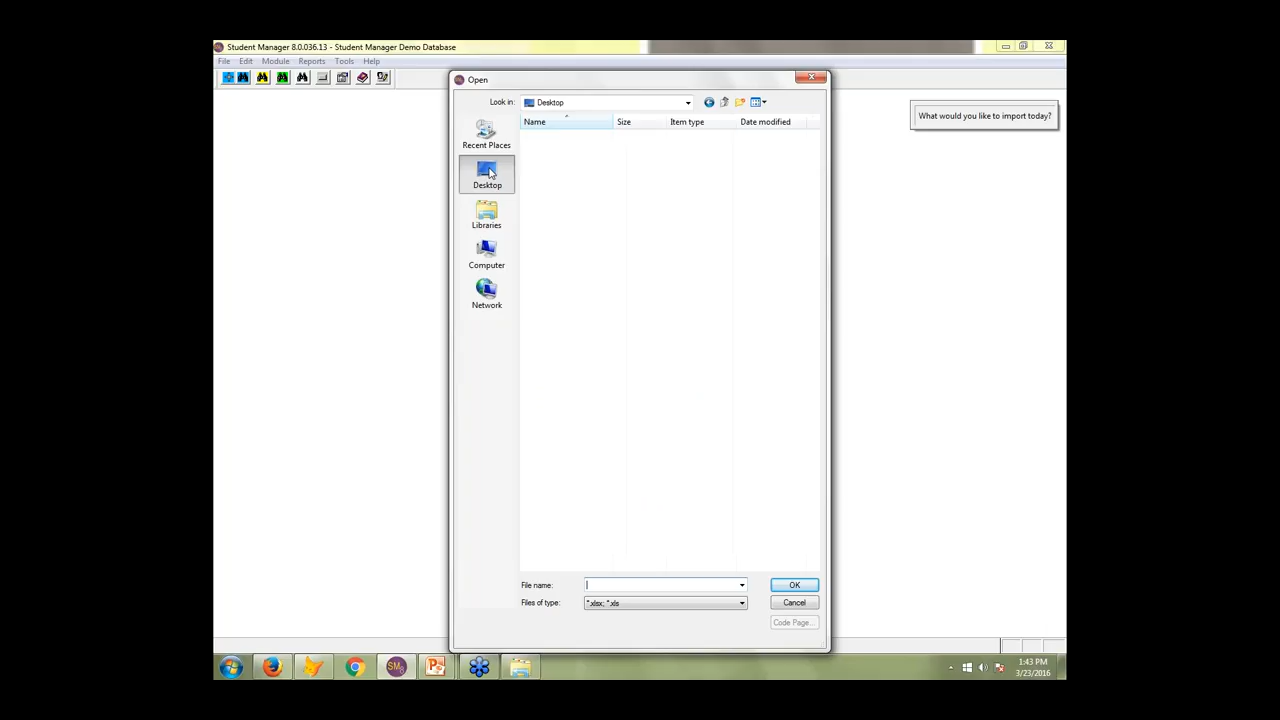 Student Manager 8.0.036.13 - Student Manager Demo Database
File Edit Module Reports Tools Help
Open
Look in: Desktop
Name Size Item type Date modified
What would you like to import today?
Recent Places
Desktop
Libraries
Computer
Network
File name: OK
Files of type: *.xlsx; *.xls Cancel
Code Page...
SM8
1:43 PM
3/23/2016